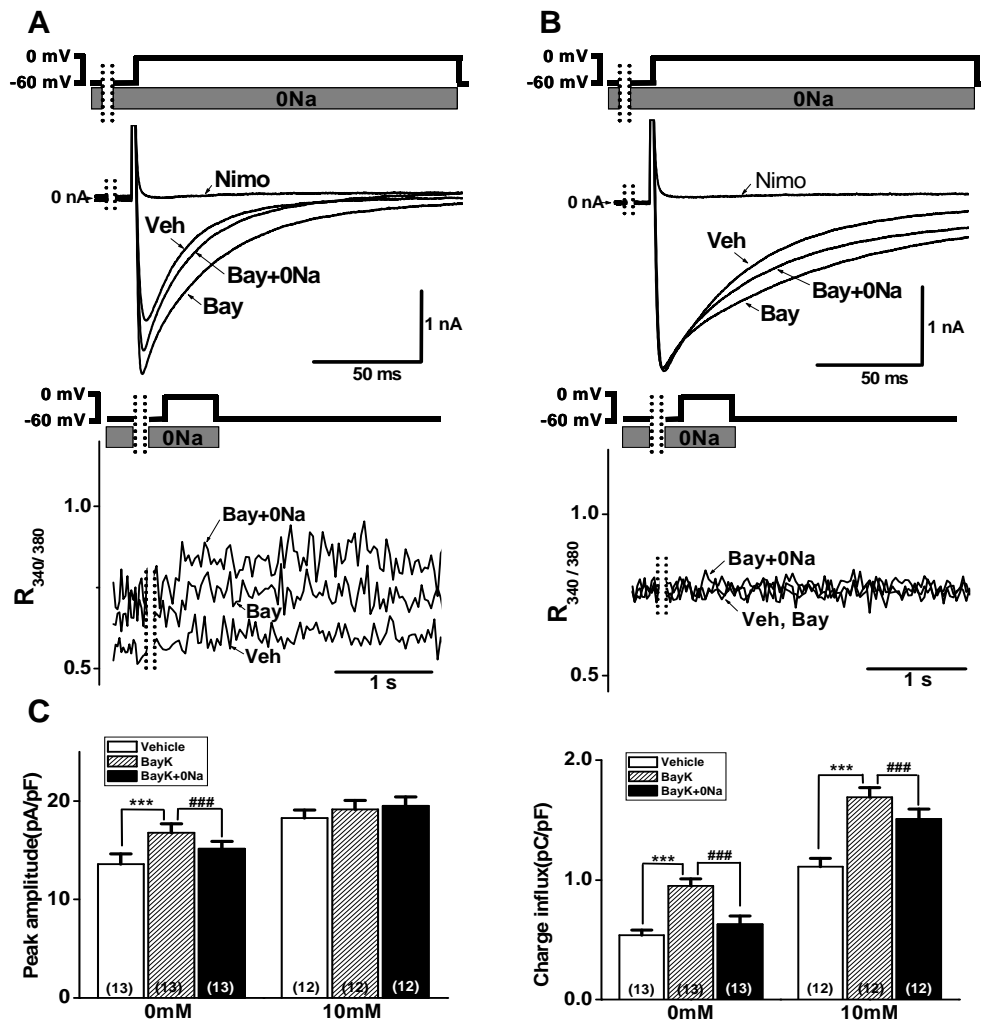 A
0 mV
-60 mV
0Na
0 nA
Nimo
Veh
Bay+0Na
Bay
1 nA
50 ms
0 mV
-60 mV
0Na
R340/380
1.0
0.5
Bay+0Na
Bay
Veh
1 s
B
0 mV
-60 mV
0Na
0 nA
Nimo
Veh
Bay+0Na
Bay
1 nA
50 ms
0 mV
-60 mV
0Na
R340/380
1.0
0.5
Bay+0Na
Veh, Bay
1 s
C
Peak amplitude(pA/pF)
20
10
0
Vehicle
BayK
BayK+0Na
*** ###
(13) (13) (13) (12) (12) (12)
0mM 10mM
Charge influx(pC/pF)
2.0
1.0
0.0
Vehicle
BayK
BayK+0Na
*** ###
*** ###
(13) (13) (13) (12) (12) (12)
0mM 10mM